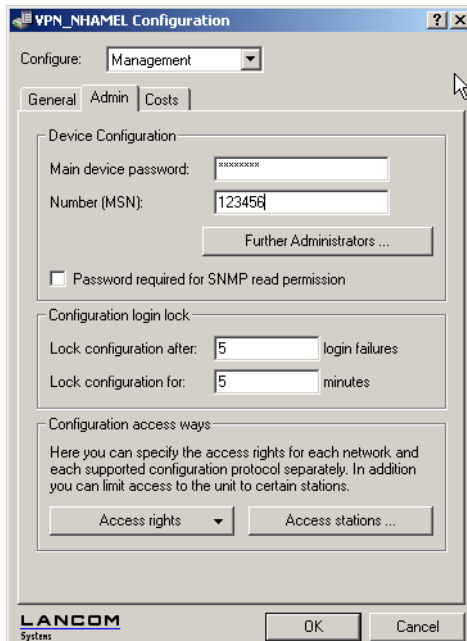 VPN_NHAMEL Configuration
Configure: Management
General Admin Costs
Device Configuration
Main device password: ********
Number (MSN): 123456
Further Administrators ...
Password required for SNMP read permission
Configuration login lock
Lock configuration after: 5 login failures
Lock configuration for: 5 minutes
Configuration access ways
Here you can specify the access rights for each network and
each supported configuration protocol separately. In addition
you can limit access to the unit to certain stations.
Access rights Access stations ...
LANCOM
Systems
OK Cancel